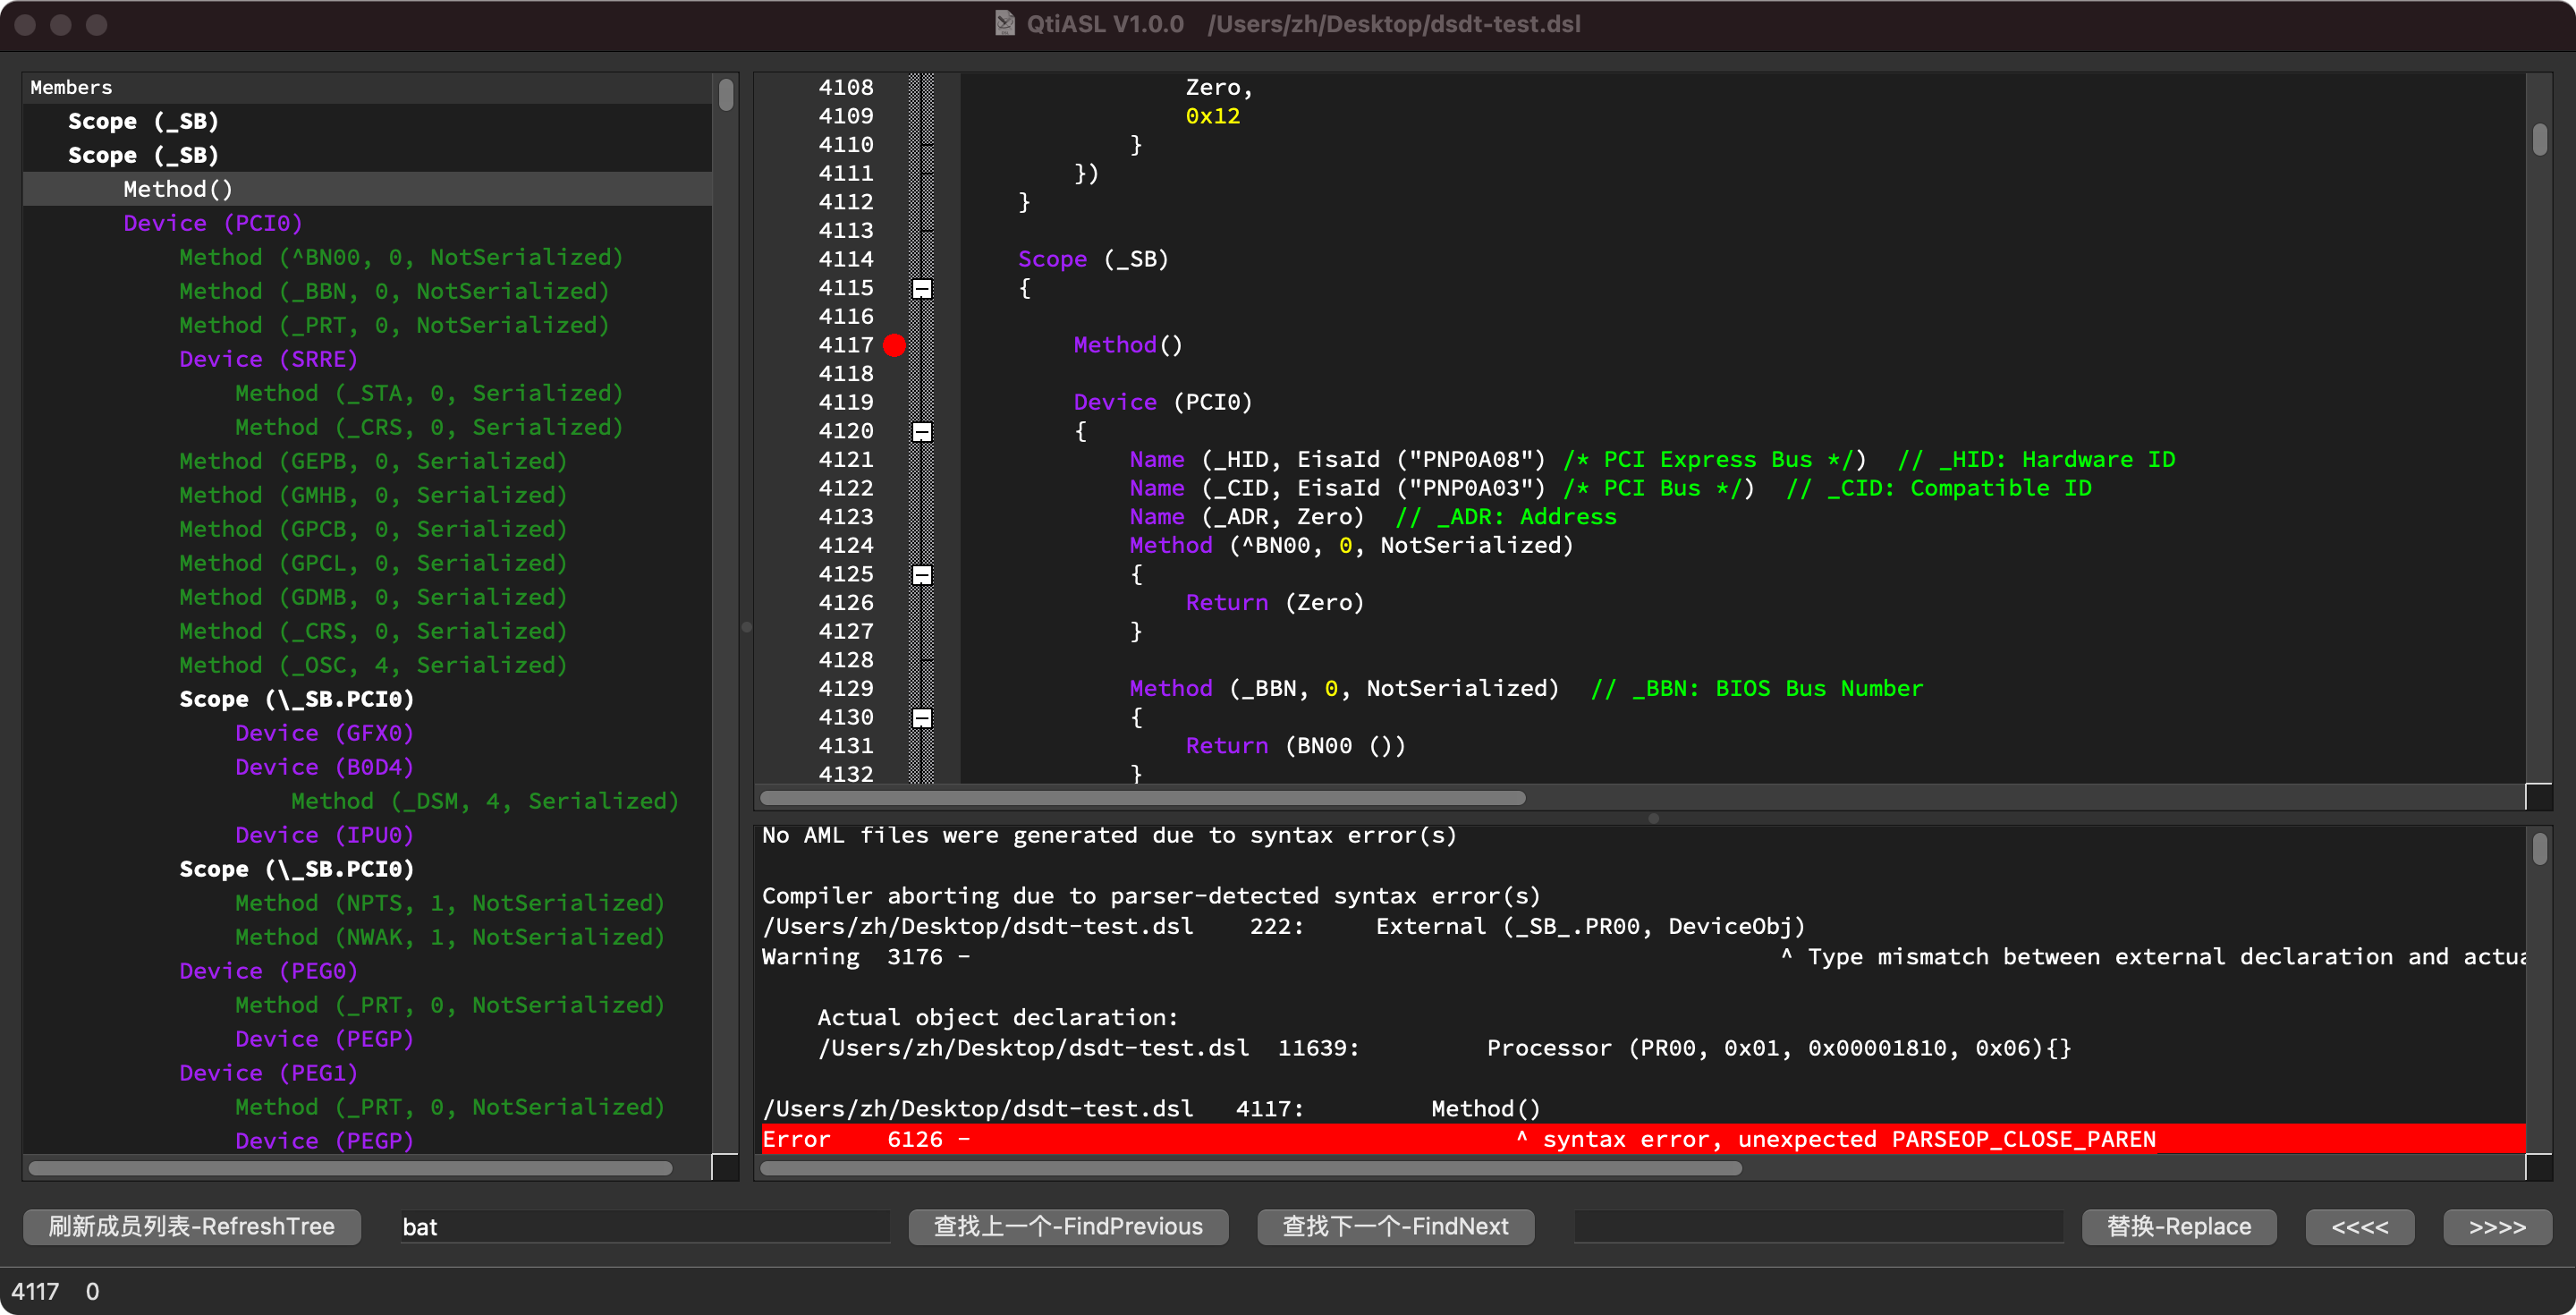 QtiASL V1.0.0 /Users/zh/Desktop/dsdt-test.dsl
Members
Scope (_SB)
Scope (_SB)
Method()
Device (PCI0)
Method (^BN00, 0, NotSerialized)
Method (_BBN, 0, NotSerialized)
Method (_PRT, 0, NotSerialized)
Device (SRRE)
Method (_STA, 0, Serialized)
Method (_CRS, 0, Serialized)
Method (GEPB, 0, Serialized)
Method (GMHB, 0, Serialized)
Method (GPCB, 0, Serialized)
Method (GPCL, 0, Serialized)
Method (GDMB, 0, Serialized)
Method (_CRS, 0, Serialized)
Method (_OSC, 4, Serialized)
Scope (\_SB.PCI0)
Device (GFX0)
Device (B0D4)
Method (_DSM, 4, Serialized)
Device (IPU0)
Scope (\_SB.PCI0)
Method (NPTS, 1, NotSerialized)
Method (NWAK, 1, NotSerialized)
Device (PEG0)
Method (_PRT, 0, NotSerialized)
Device (PEGP)
Device (PEG1)
Method (_PRT, 0, NotSerialized)
Device (PEGP)
4108 Zero,
4109 0x12
4110 }
4111 })
4112 }
4113
4114 Scope (_SB)
4115 {
4116
4117 Method()
4118
4119 Device (PCI0)
4120 {
4121 Name (_HID, EisaId ("PNP0A08") /* PCI Express Bus */) // _HID: Hardware ID
4122 Name (_CID, EisaId ("PNP0A03") /* PCI Bus */) // _CID: Compatible ID
4123 Name (_ADR, Zero) // _ADR: Address
4124 Method (^BN00, 0, NotSerialized)
4125 {
4126 Return (Zero)
4127 }
4128
4129 Method (_BBN, 0, NotSerialized) // _BBN: BIOS Bus Number
4130 {
4131 Return (BN00 ())
4132 }
No AML files were generated due to syntax error(s)
Compiler aborting due to parser-detected syntax error(s)
/Users/zh/Desktop/dsdt-test.dsl 222: External (_SB_.PR00, DeviceObj)
Warning 3176 - ^ Type mismatch between external declaration and actua
Actual object declaration:
/Users/zh/Desktop/dsdt-test.dsl 11639: Processor (PR00, 0x01, 0x00001810, 0x06){}
/Users/zh/Desktop/dsdt-test.dsl 4117: Method()
Error 6126 - ^ syntax error, unexpected PARSEOP_CLOSE_PAREN
刷新成员列表-RefreshTree bat 查找上一个-FindPrevious 查找下一个-FindNext 替换-Replace <<<< >>>>
4117 0